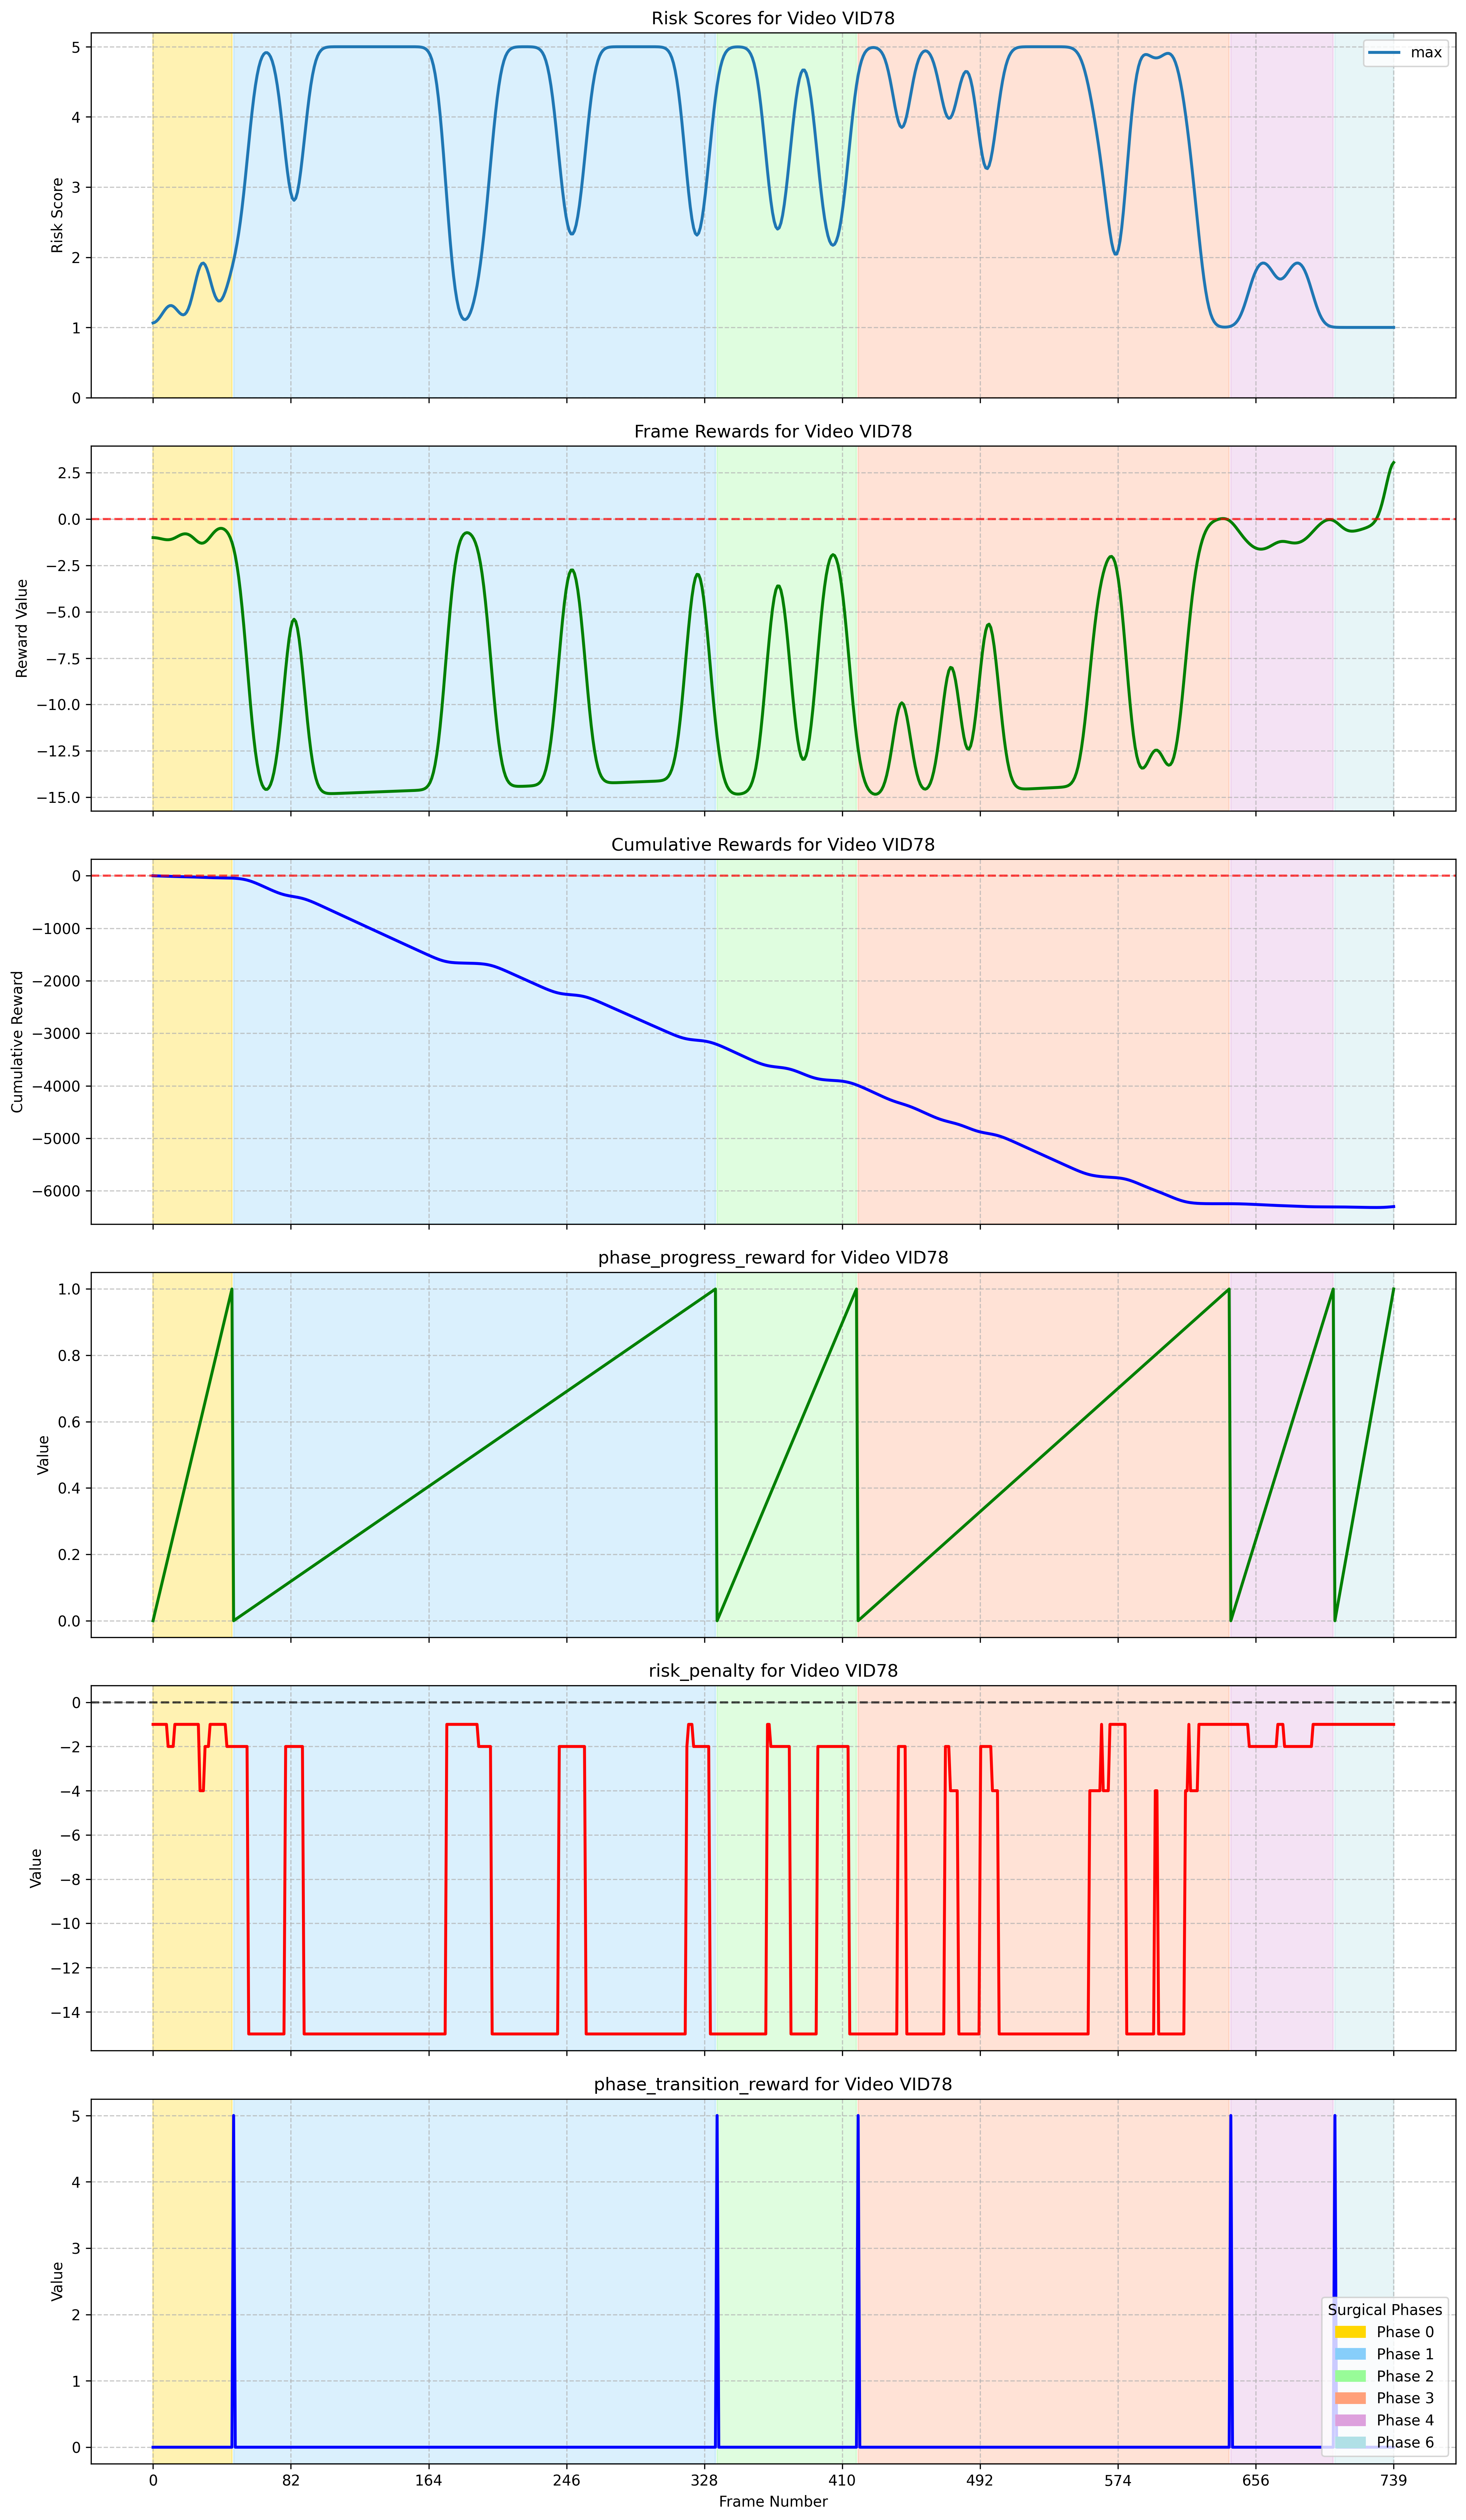 Risk Scores for Video VID78
max
5
4
3
2
1
0
Risk Score
Frame Rewards for Video VID78
2.5
0.0
−2.5
−5.0
−7.5
−10.0
−12.5
−15.0
Reward Value
Cumulative Rewards for Video VID78
0
−1000
−2000
−3000
−4000
−5000
−6000
Cumulative Reward
phase_progress_reward for Video VID78
1.0
0.8
0.6
0.4
0.2
0.0
Value
risk_penalty for Video VID78
0
−2
−4
−6
−8
−10
−12
−14
Value
phase_transition_reward for Video VID78
5
4
3
2
1
0
Value
Surgical Phases
Phase 0
Phase 1
Phase 2
Phase 3
Phase 4
Phase 6
0 82 164 246 328 410 492 574 656 739
Frame Number